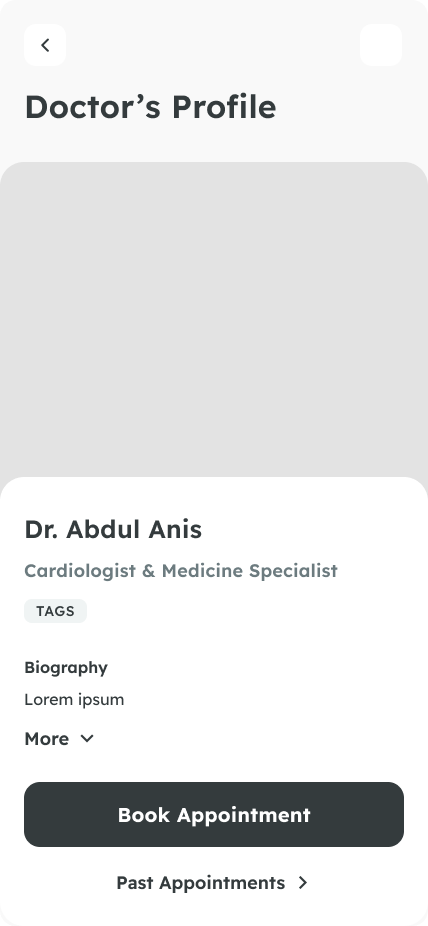 Doctor’s Profile
Dr. Abdul Anis
Cardiologist & Medicine Specialist
TAGS
Biography
Lorem ipsum
More
Book Appointment
Past Appointments